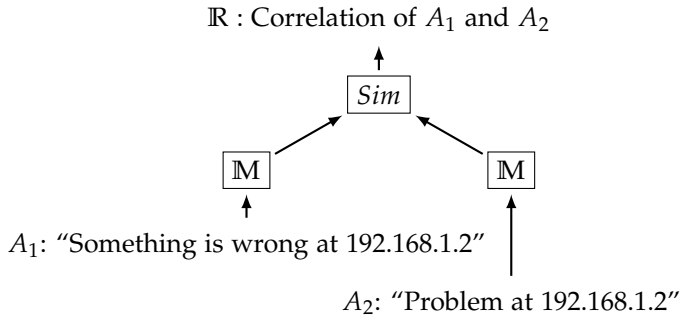 ℝ : Correlation of A₁ and A₂
Sim
𝕄 𝕄
A₁: “Something is wrong at 192.168.1.2”
A₂: “Problem at 192.168.1.2”